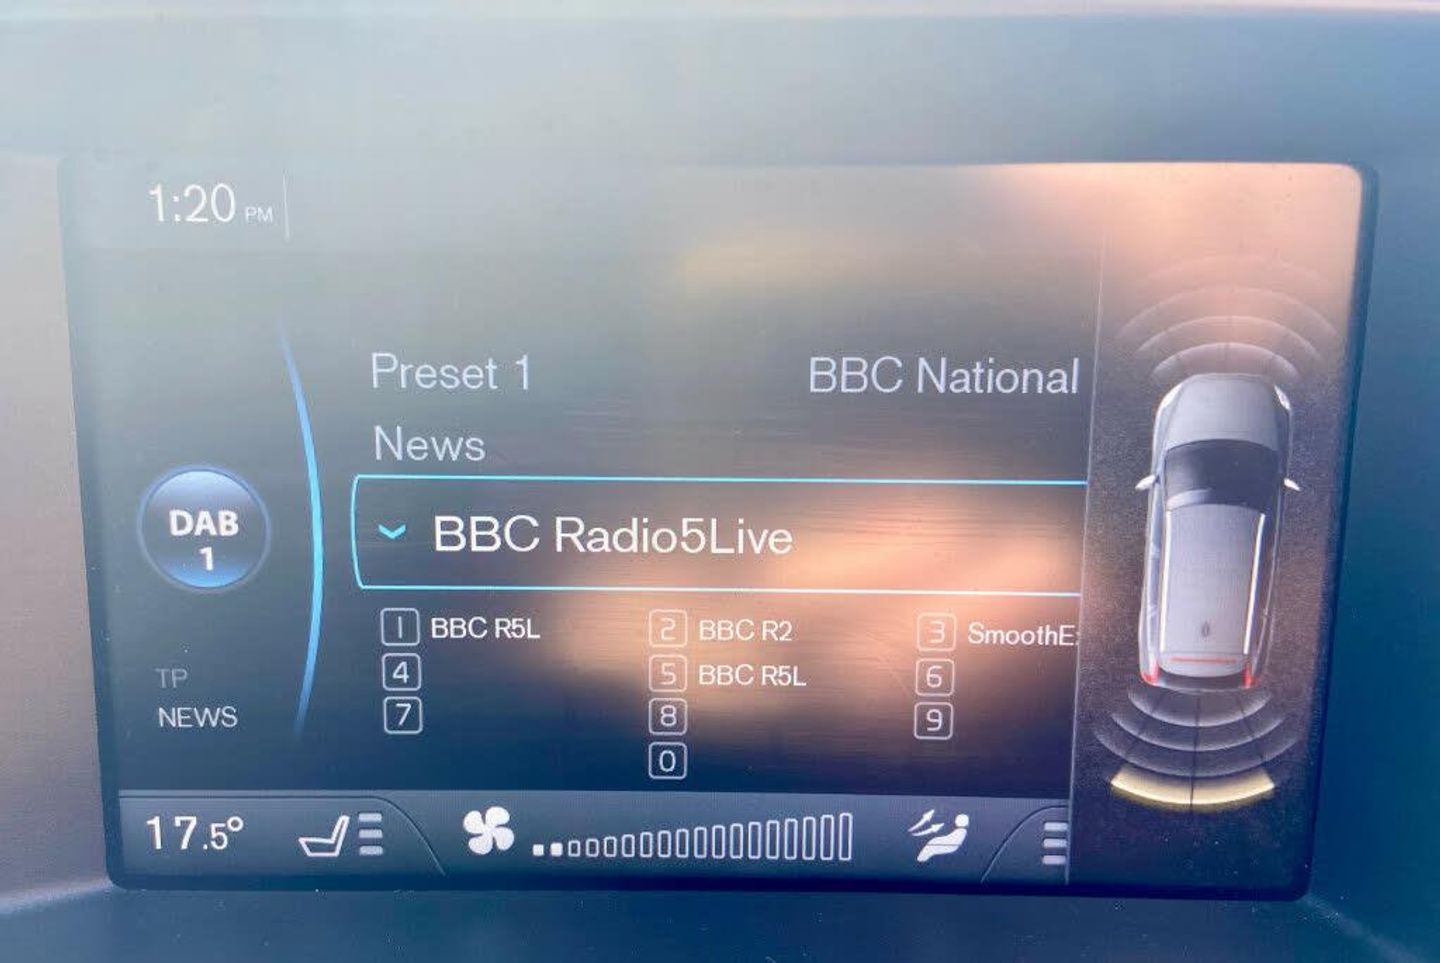 1:20 PM
Preset 1 BBC National
News
DAB
1
BBC Radio5Live
1 BBC R5L 2 BBC R2 3 SmoothE
4 5 BBC R5L 6
7 8 9
0
TP
NEWS
17.5°